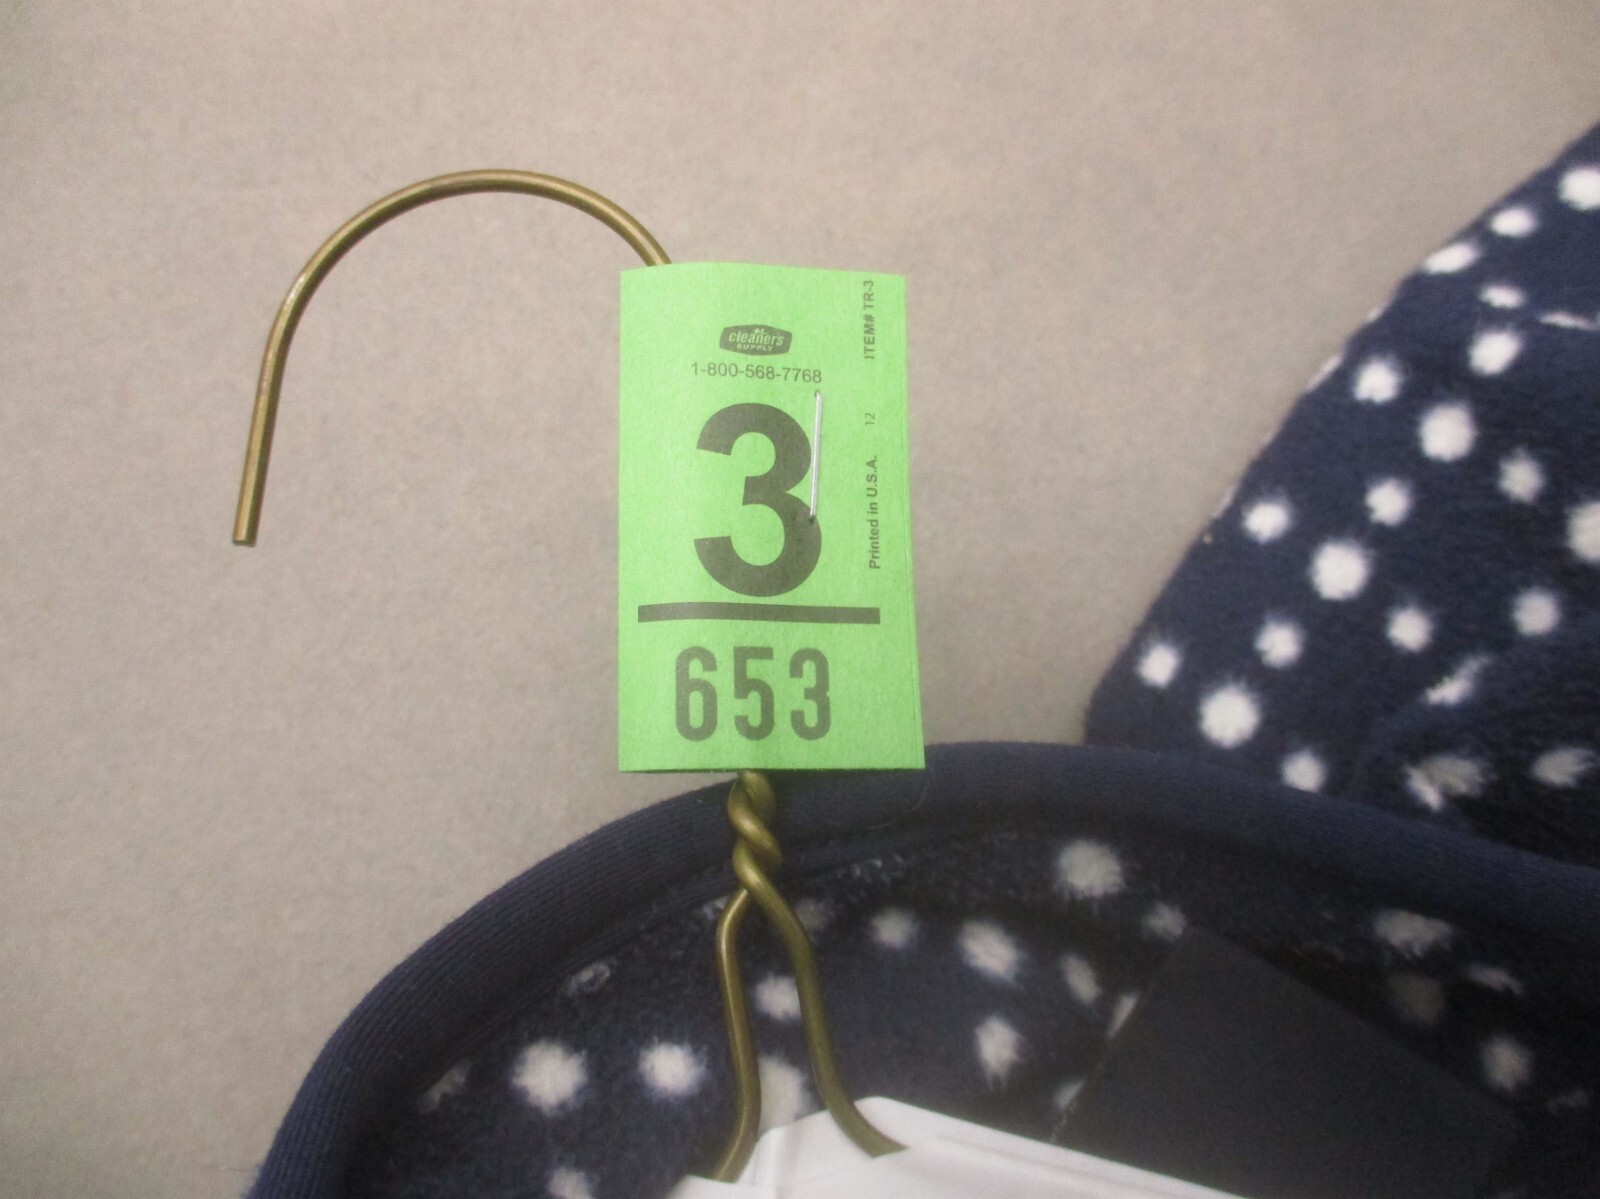 cleaner's
SUPPLY
1-800-568-7768
3
653
ITEM# TR-3
12
Printed in U.S.A.